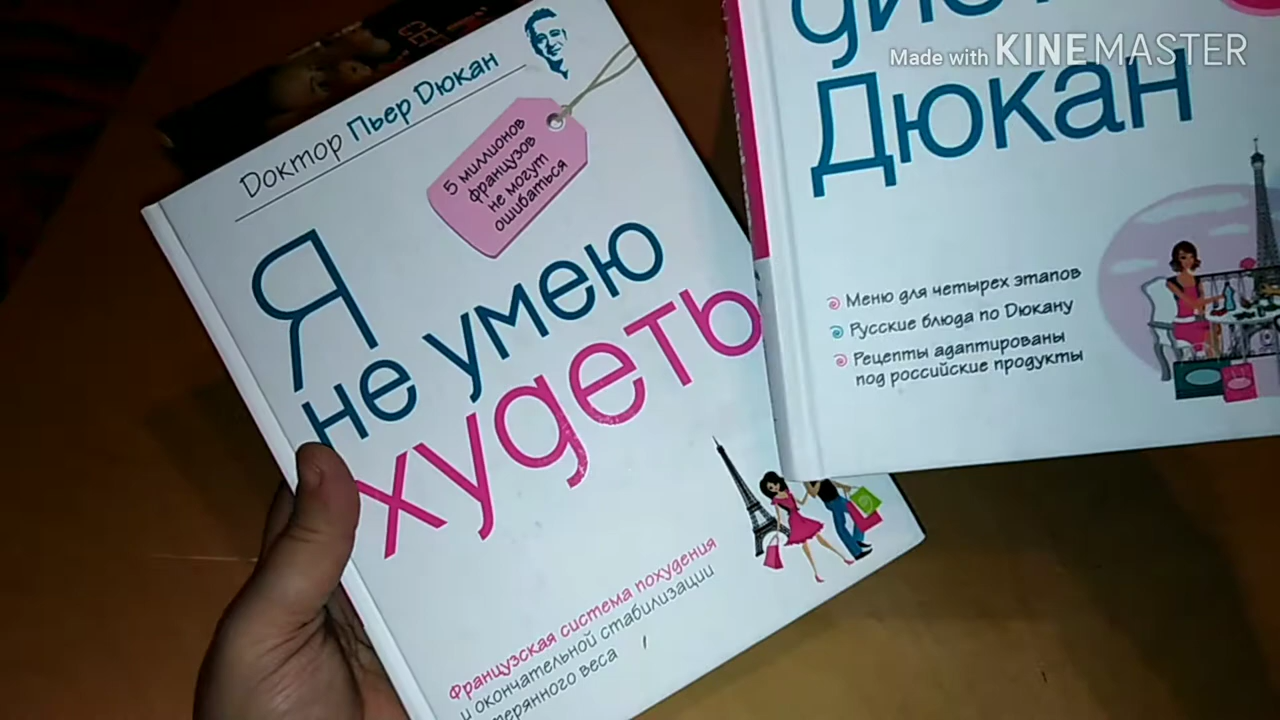 Доктор Пьер Дюкан
5 миллионов
французов
не могут
ошибаться
Я
не умею
худеть
Французская система похудения
и окончательной стабилизации
веса
Дюкан
Меню для четырех этапов
Русские блюда по Дюкану
Рецепты адаптированы
под российские продукты
Made with KINEMASTER